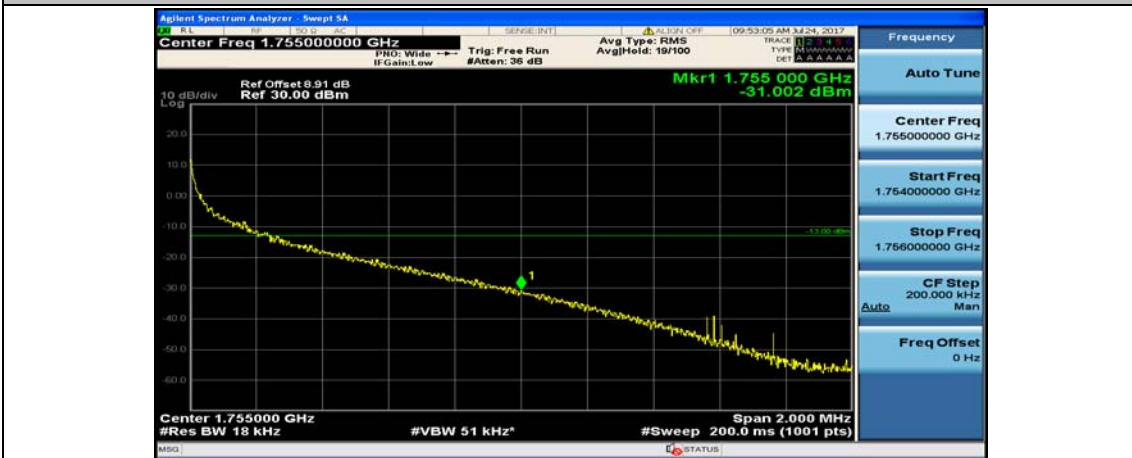 Agilent Spectrum Analyzer - Swept SA
RL RF 50 Ω AC SENSE:INT ALIGN OFF 09:53:05 AM Jul 24, 2017
Center Freq 1.755000000 GHz
PNO: Wide
IFGain:Low
Trig: Free Run
#Atten: 36 dB
Avg Type: RMS
Avg|Hold: 19/100
TRACE 1 2 3 4 5 6
TYPE M
DET A A A A A A
Mkr1 1.755 000 GHz
-31.002 dBm
Ref Offset 8.91 dB
Ref 30.00 dBm
10 dB/div
Log
20.0
10.0
0.00
-10.0
-20.0
-30.0
-40.0
-50.0
-60.0
-13.00 dBm
1
Center 1.755000 GHz
Span 2.000 MHz
#Res BW 18 kHz
#VBW 51 kHz*
#Sweep 200.0 ms (1001 pts)
MSG
STATUS
Frequency
Auto Tune
Center Freq
1.755000000 GHz
Start Freq
1.754000000 GHz
Stop Freq
1.756000000 GHz
CF Step
200.000 kHz
Auto Man
Freq Offset
0 Hz